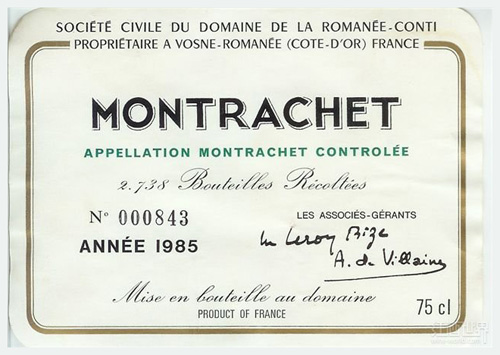 SOCIÉTÉ CIVILE DU DOMAINE DE LA ROMANÉE-CONTI
PROPRIÉTAIRE A VOSNE-ROMANÉE (COTE-D'OR) FRANCE
MONTRACHET
APPELLATION MONTRACHET CONTROLÉE
2.738 Bouteilles Récoltées
Nº 000843
LES ASSOCIÉS-GÉRANTS
ANNÉE 1985
Leroy Bize
A. de Villaine
Mise en bouteille au domaine
PRODUCT OF FRANCE
75 cl